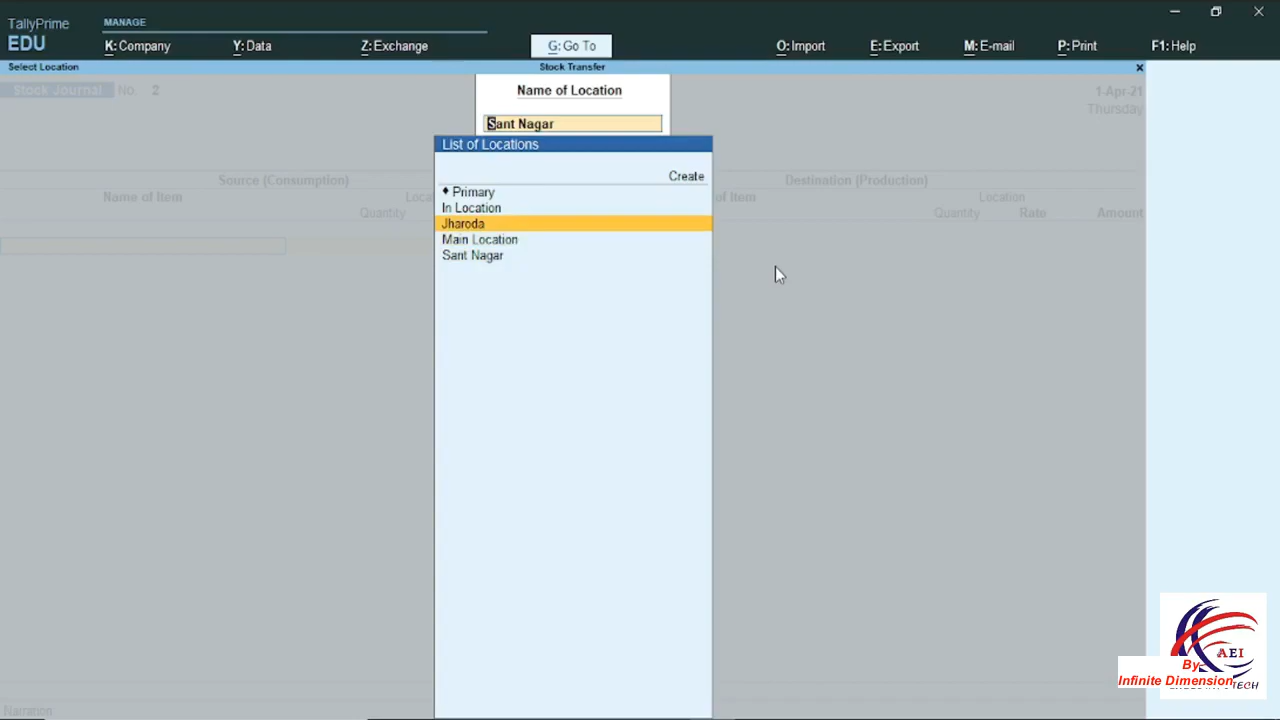 TallyPrime
EDU
MANAGE
K: Company
Y: Data
Z: Exchange
G: Go To
O: Import
E: Export
M: E-mail
P: Print
F1: Help
Select Location
Stock Transfer
Stock Journal No. 2
1-Apr-21
Thursday
Name of Location
Sant Nagar
List of Locations
Create
♦ Primary
In Location
Jharoda
Main Location
Sant Nagar
Source (Consumption)
Destination (Production)
Name of Item
of Item
Location
Quantity
Quantity
Rate
Amount
Narration
AEI
By-
Infinite Dimension